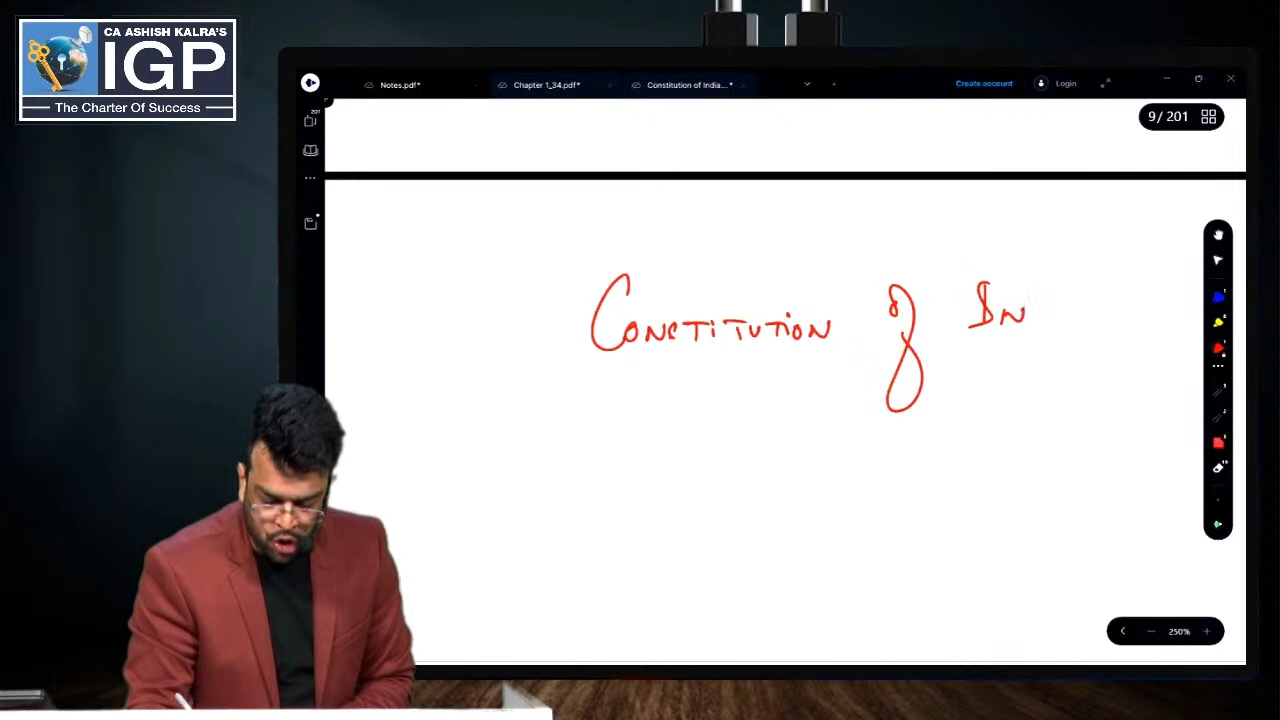 CA ASHISH KALRA'S
IGP
The Charter Of Success
Notes.pdf*
Chapter 1_34.pdf*
Constitution of India....*
Create account
Login
201
9/ 201
CONSTITUTION of IN
250%